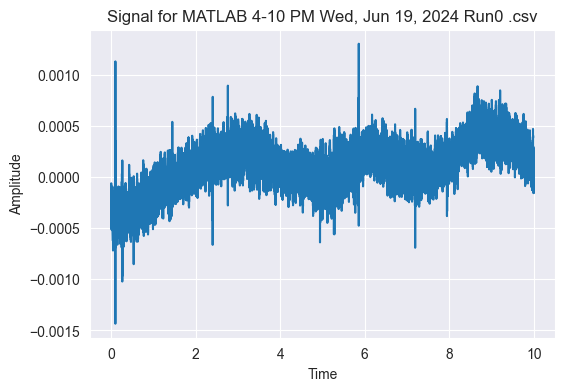 Signal for MATLAB 4-10 PM Wed, Jun 19, 2024 Run0 .csv
0.0010
0.0005
0.0000
−0.0005
−0.0010
−0.0015
Amplitude
0 2 4 6 8 10
Time